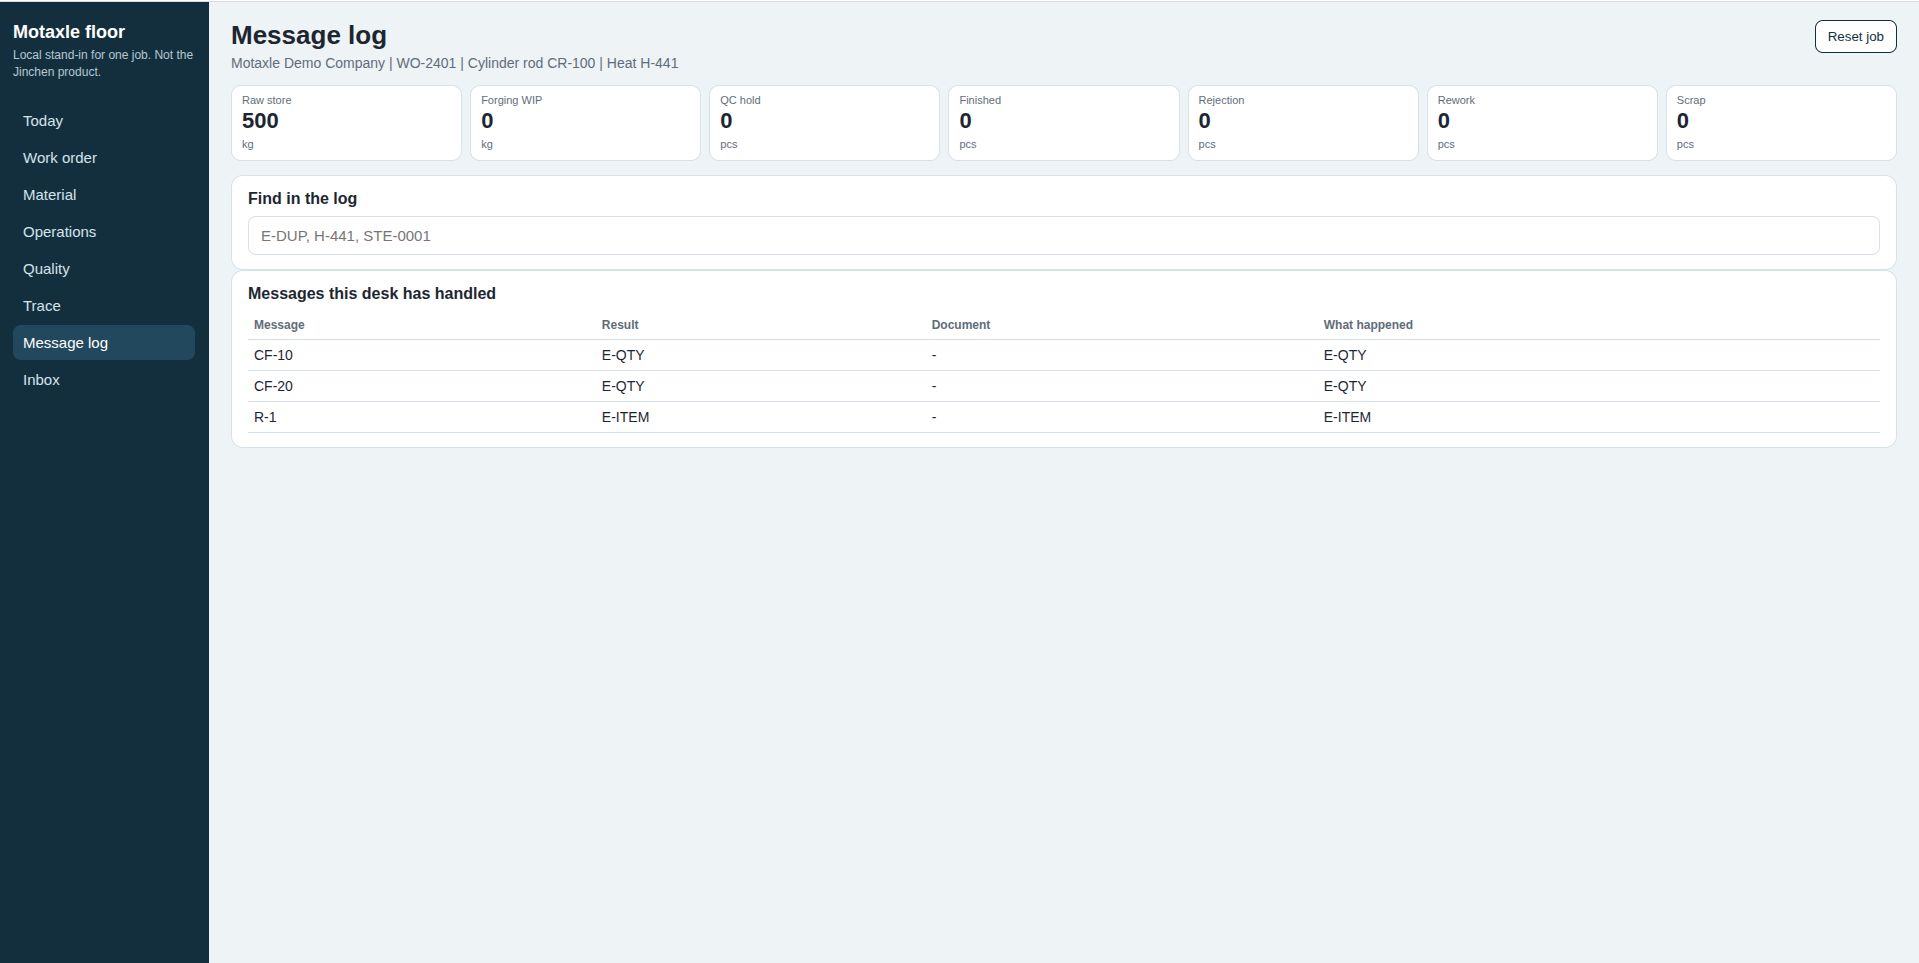 Motaxle floor
Local stand-in for one job. Not the
Jinchen product.
Today
Work order
Material
Operations
Quality
Trace
Message log
Inbox
Message log
Motaxle Demo Company | WO-2401 | Cylinder rod CR-100 | Heat H-441
Reset job
Raw store
500
kg
Forging WIP
0
kg
QC hold
0
pcs
Finished
0
pcs
Rejection
0
pcs
Rework
0
pcs
Scrap
0
pcs
Find in the log
E-DUP, H-441, STE-0001
Messages this desk has handled
Message Result Document What happened
CF-10 E-QTY - E-QTY
CF-20 E-QTY - E-QTY
R-1 E-ITEM - E-ITEM